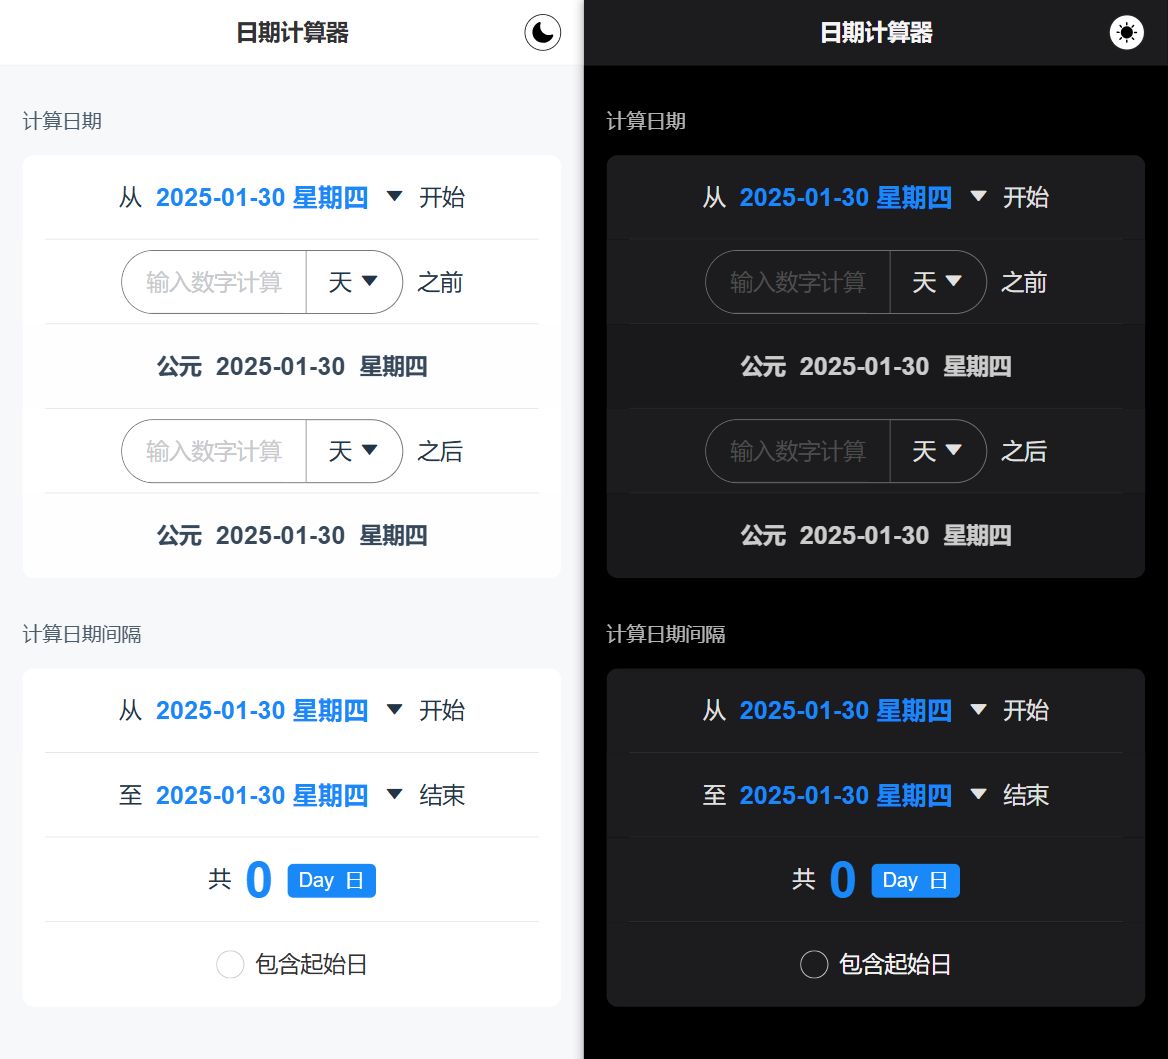 日期计算器
计算日期
从 2025-01-30 星期四 开始
输入数字计算 天 之前
公元 2025-01-30 星期四
输入数字计算 天 之后
公元 2025-01-30 星期四
计算日期间隔
从 2025-01-30 星期四 开始
至 2025-01-30 星期四 结束
共 0 Day 日
包含起始日
日期计算器
计算日期
从 2025-01-30 星期四 开始
输入数字计算 天 之前
公元 2025-01-30 星期四
输入数字计算 天 之后
公元 2025-01-30 星期四
计算日期间隔
从 2025-01-30 星期四 开始
至 2025-01-30 星期四 结束
共 0 Day 日
包含起始日